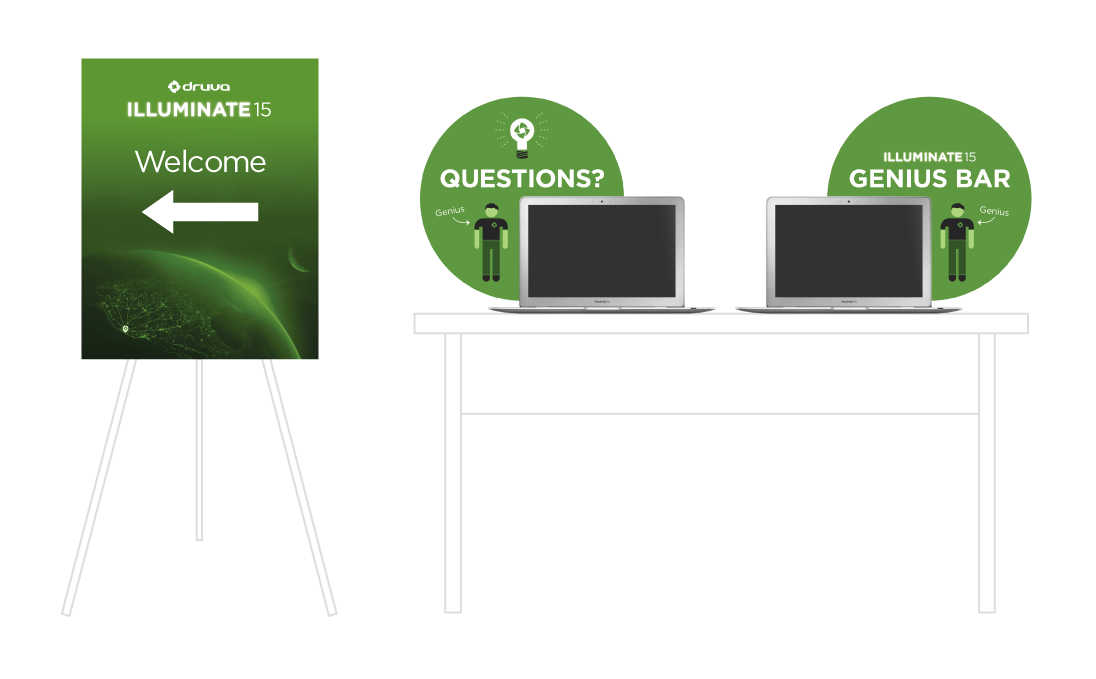 druva
ILLUMINATE 15
Welcome
QUESTIONS?
Genius
ILLUMINATE 15
GENIUS BAR
Genius